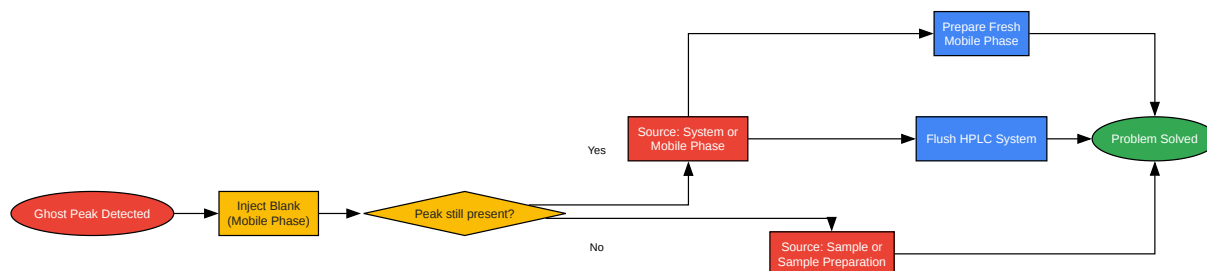 Prepare Fresh
Mobile Phase
Source: System or
Mobile Phase
Flush HPLC System
Problem Solved
Yes
Ghost Peak Detected
Inject Blank
(Mobile Phase)
Peak still present?
No
Source: Sample or
Sample Preparation